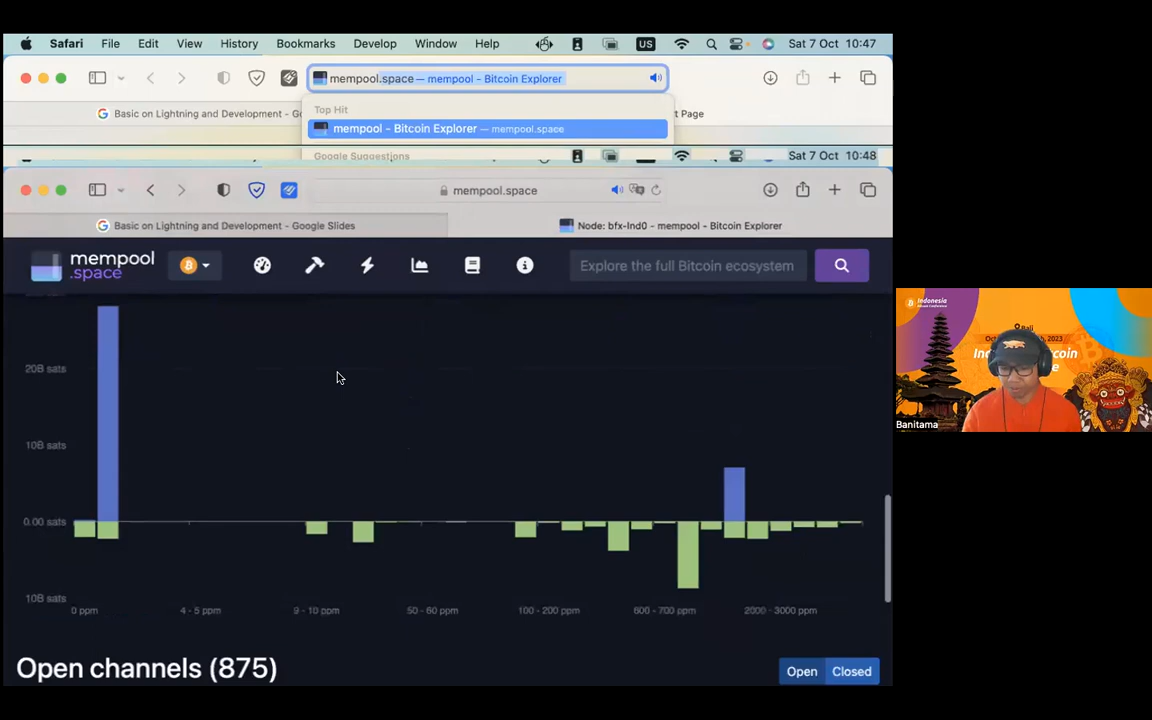 Safari File Edit View History Bookmarks Develop Window Help US Sat 7 Oct 10:47
mempool.space — mempool - Bitcoin Explorer
Basic on Lightning and Development - Go
Top Hit
t Page
mempool - Bitcoin Explorer — mempool.space
Google Suggestions
Sat 7 Oct 10:48
mempool.space
Basic on Lightning and Development - Google Slides
Node: bfx-lnd0 - mempool - Bitcoin Explorer
mempool
.space
Explore the full Bitcoin ecosystem
20B sats
10B sats
0.00 sats
10B sats
0 ppm 4 - 5 ppm 9 - 10 ppm 50 - 60 ppm 100 - 200 ppm 600 - 700 ppm 2000 - 3000 ppm
Open channels (875)
Open Closed
Indonesia
Bali
2023
Banitama